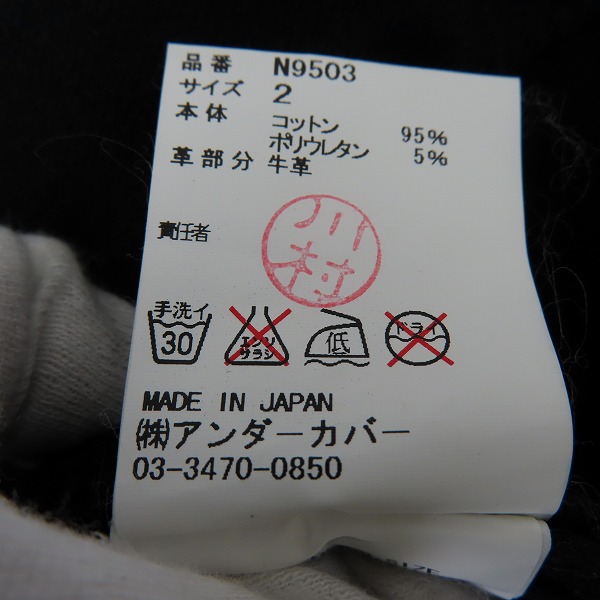 品番 N9503
サイズ 2
本体 コットン 95%
ポリウレタン 5%
革部分 牛革
責任者 川村
手洗イ 30 エンソサラシ 低 ドライ
MADE IN JAPAN
(株)アンダーカバー
03-3470-0850